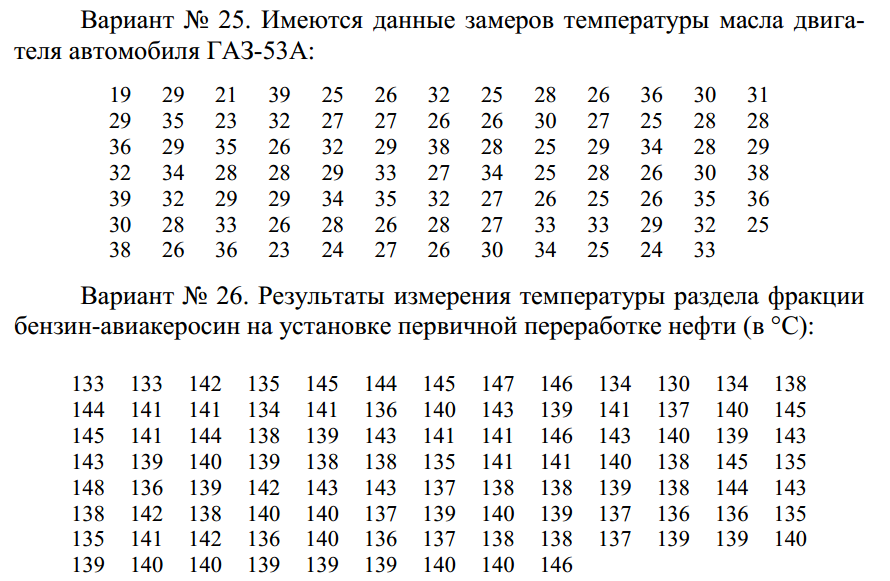 Вариант № 25. Имеются данные замеров температуры масла двига-
теля автомобиля ГАЗ-53А:
19 29 21 39 25 26 32 25 28 26 36 30 31
29 35 23 32 27 27 26 26 30 27 25 28 28
36 29 35 26 32 29 38 28 25 29 34 28 29
32 34 28 28 29 33 27 34 25 28 26 30 38
39 32 29 29 34 35 32 27 26 25 26 35 36
30 28 33 26 28 26 28 27 33 33 29 32 25
38 26 36 23 24 27 26 30 34 25 24 33
Вариант № 26. Результаты измерения температуры раздела фракции
бензин-авиакеросин на установке первичной переработке нефти (в °С):
133 133 142 135 145 144 145 147 146 134 130 134 138
144 141 141 134 141 136 140 143 139 141 137 140 145
145 141 144 138 139 143 141 141 146 143 140 139 143
143 139 140 139 138 138 135 141 141 140 138 145 135
148 136 139 142 143 143 137 138 138 139 138 144 143
138 142 138 140 140 137 139 140 139 137 136 136 135
135 141 142 136 140 136 137 138 138 137 139 139 140
139 140 140 139 139 139 140 140 146